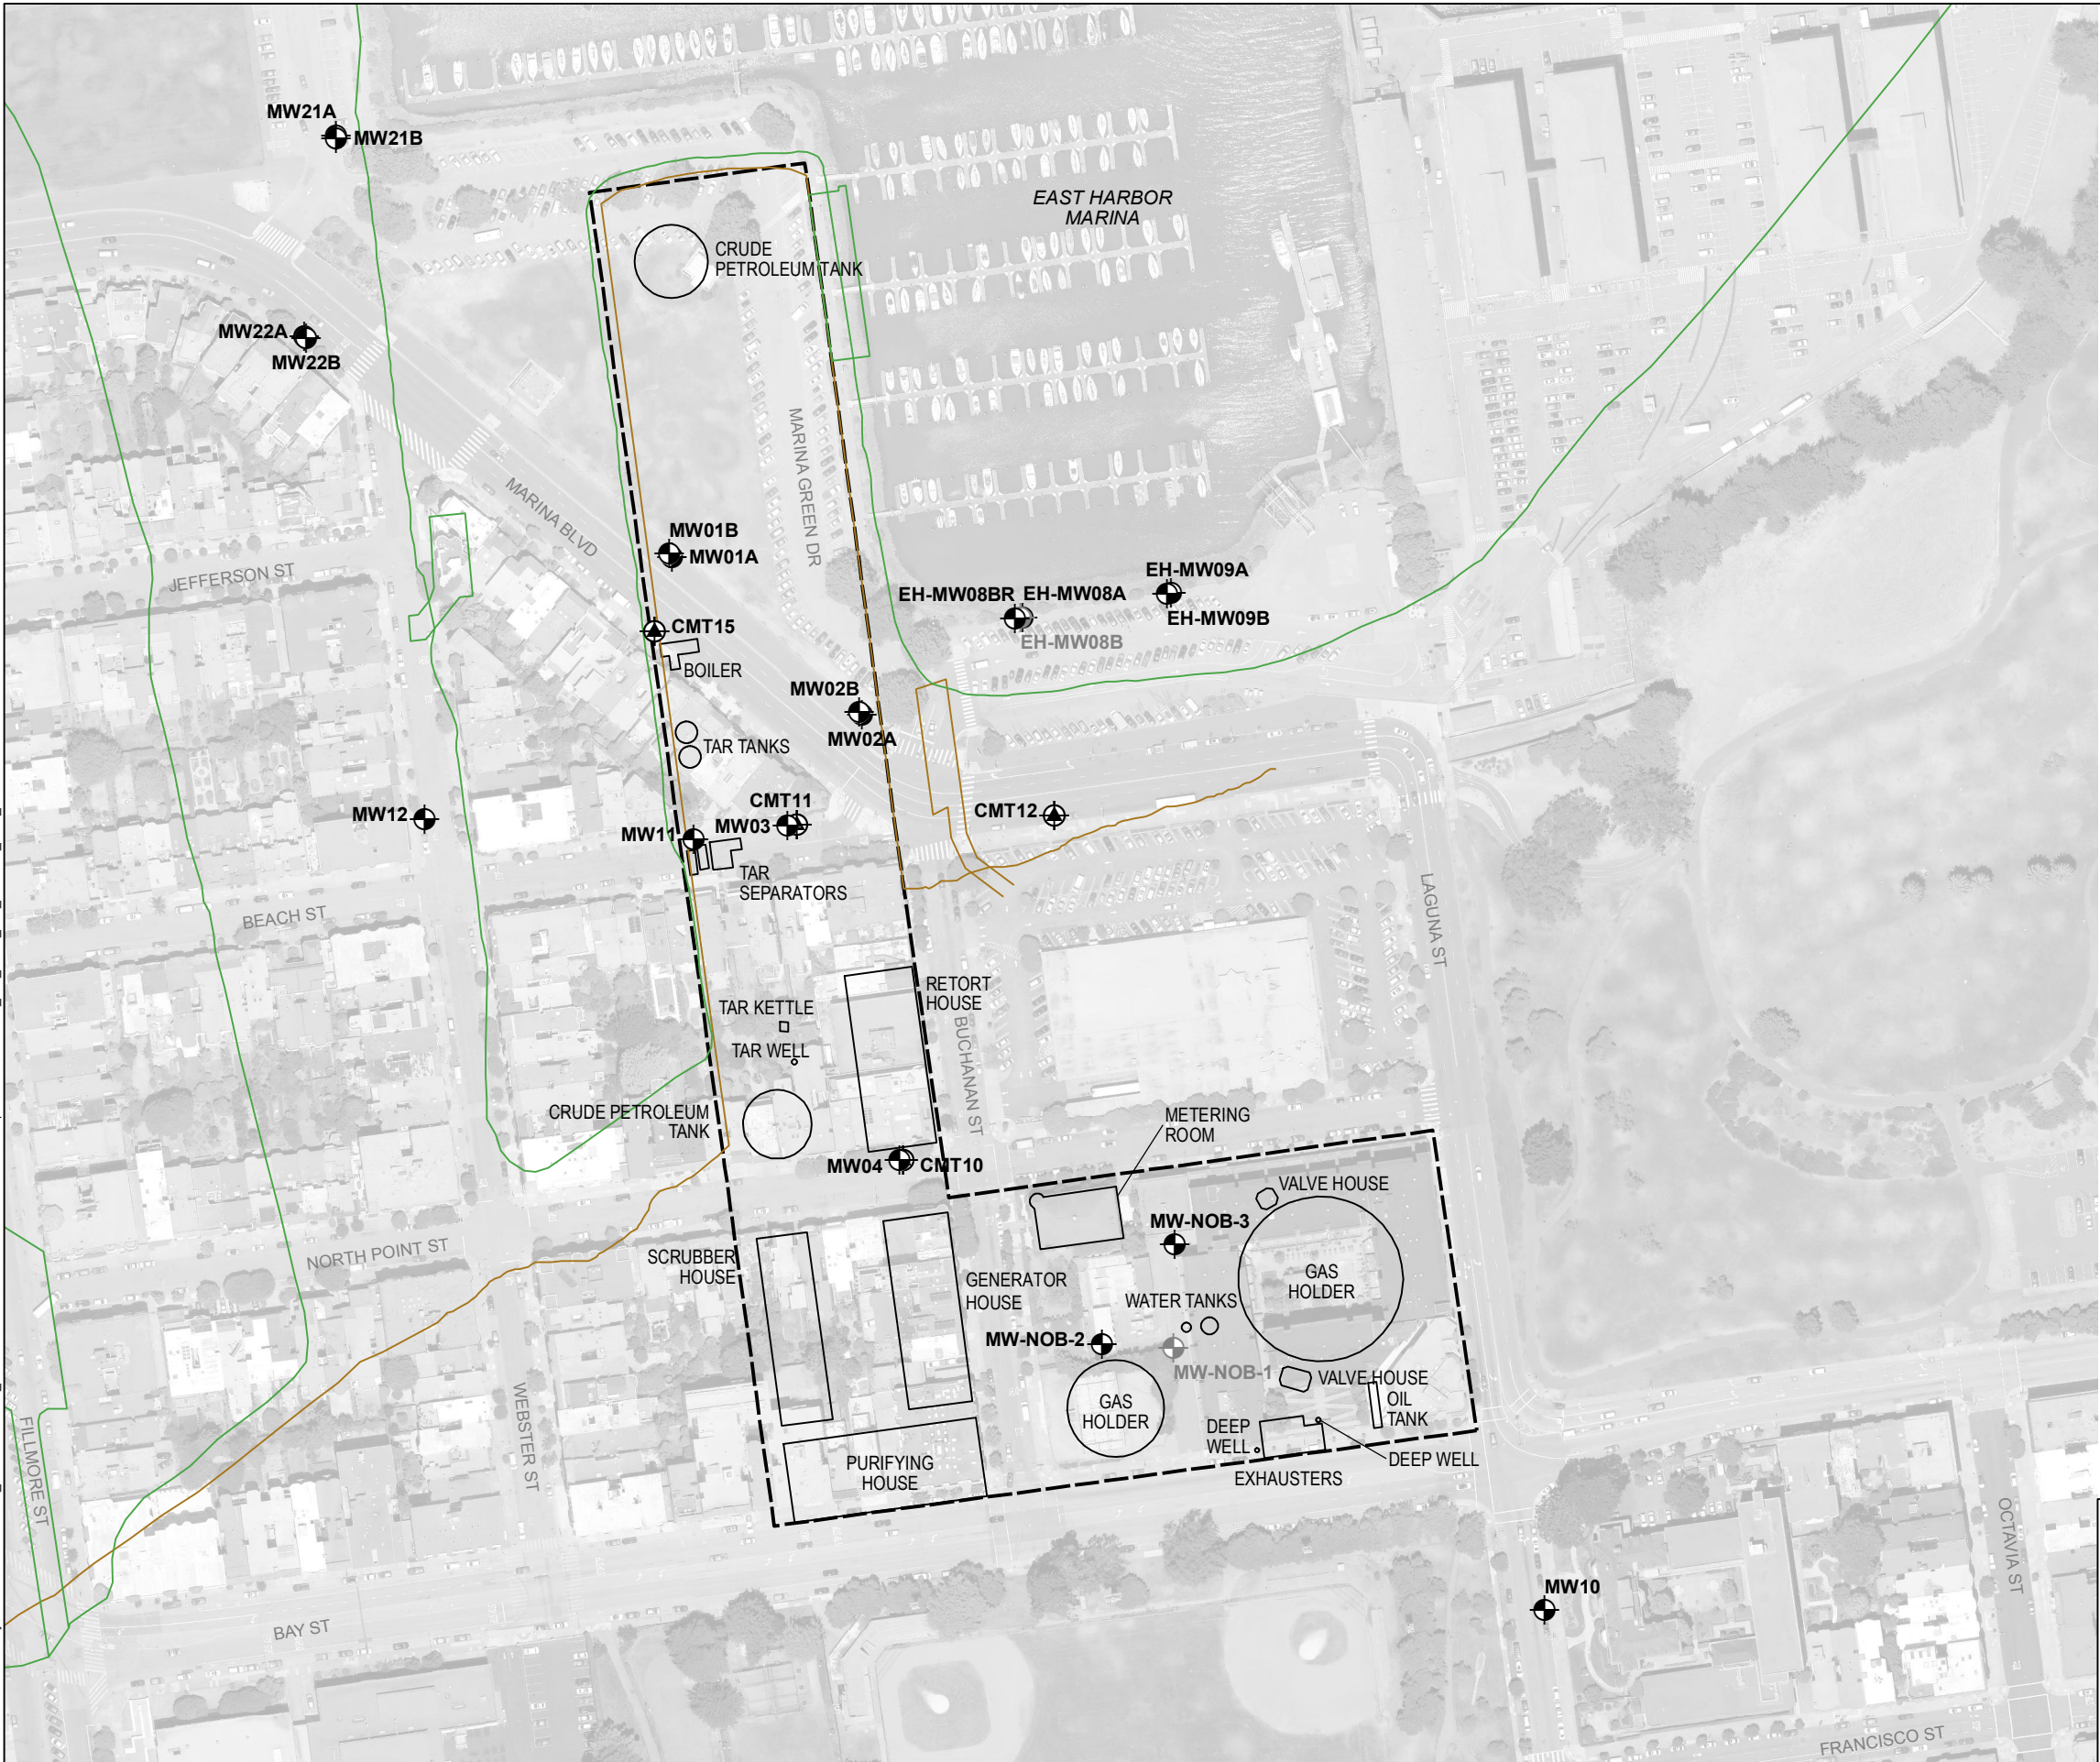 MW21A
MW21B
EAST HARBOR
MARINA
CRUDE
PETROLEUM TANK
MW22A
MW22B
MARINA GREEN DR
MARINA BLVD
MW01B
MW01A
JEFFERSON ST
EH-MW09A
EH-MW08BR
EH-MW08A
EH-MW09B
EH-MW08B
CMT15
BOILER
MW02B
MW02A
TAR TANKS
CMT11
MW12
MW11
MW03
CMT12
TAR
SEPARATORS
LAGUNA ST
BEACH ST
RETORT
HOUSE
TAR KETTLE
TAR WELL
BUCHANAN ST
CRUDE PETROLEUM
TANK
METERING
ROOM
MW04
CMT10
VALVE HOUSE
MW-NOB-3
NORTH POINT ST
SCRUBBER
HOUSE
GENERATOR
HOUSE
GAS
HOLDER
WATER TANKS
MW-NOB-2
MW-NOB-1
VALVE HOUSE
OIL
TANK
GAS
HOLDER
DEEP
WELL
DEEP WELL
WEBSTER ST
FILLMORE ST
PURIFYING
HOUSE
EXHAUSTERS
OCTAVIA ST
MW10
BAY ST
FRANCISCO ST